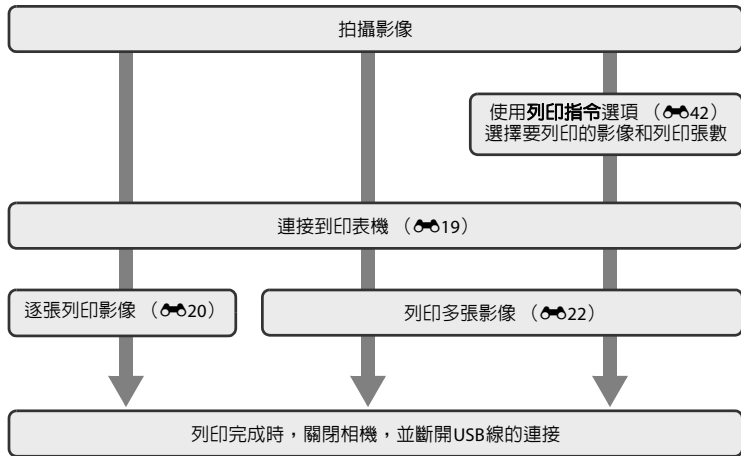 拍攝影像
使用列印指令選項 （42）
選擇要列印的影像和列印張數
連接到印表機 （19）
逐張列印影像 （20）
列印多張影像 （22）
列印完成時，關閉相機，並斷開USB線的連接